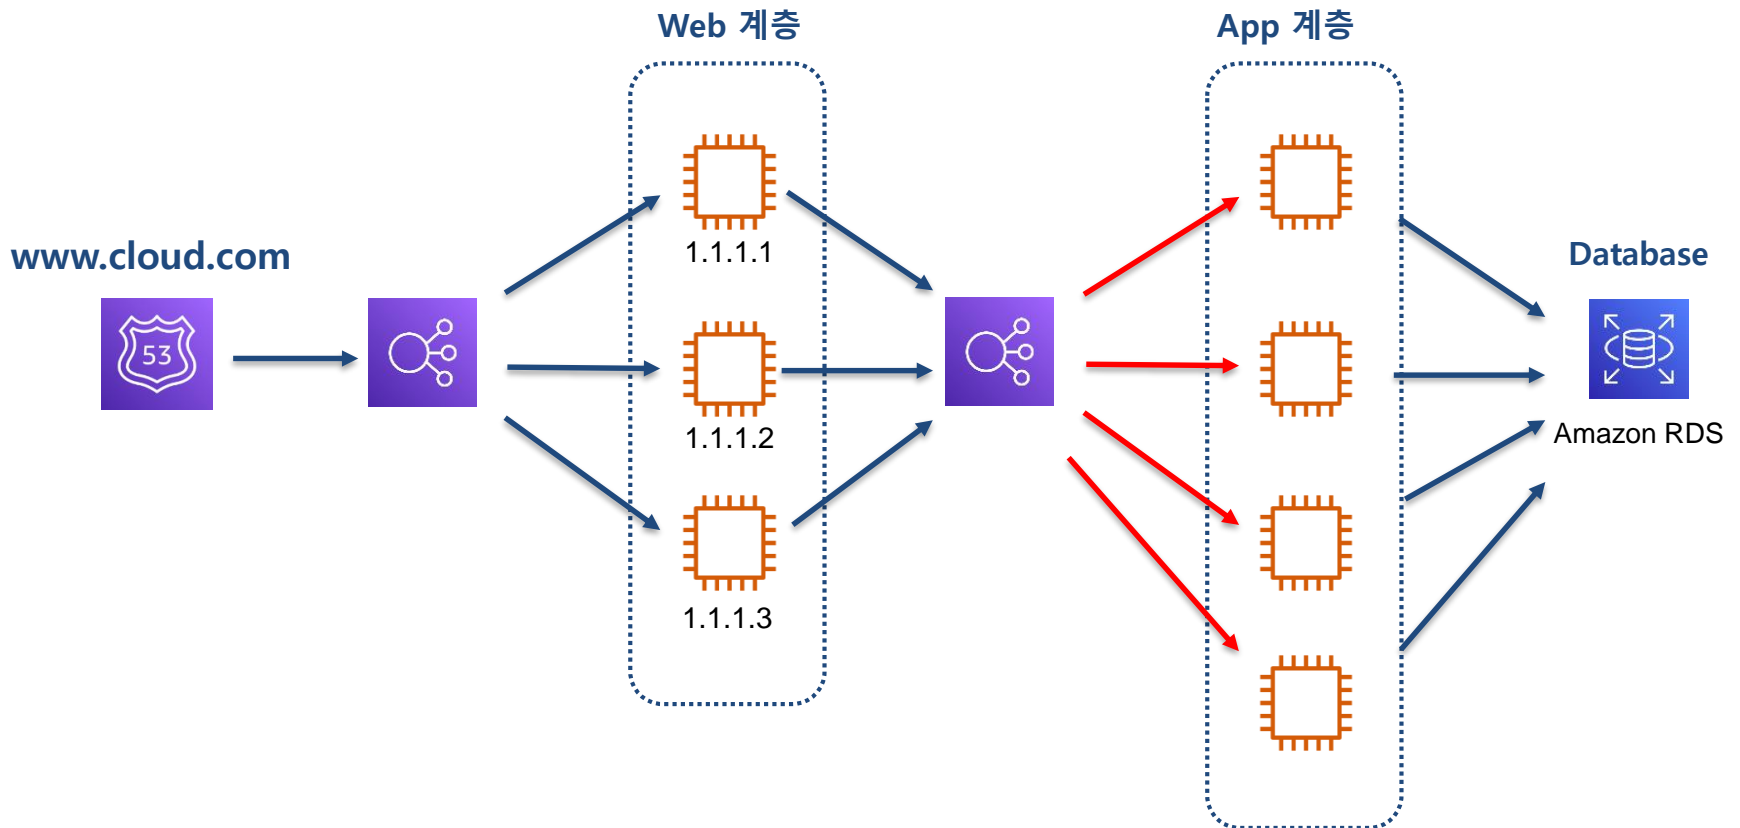 Web 계층
App 계층
www.cloud.com
53
1.1.1.1
1.1.1.2
1.1.1.3
Database
Amazon RDS